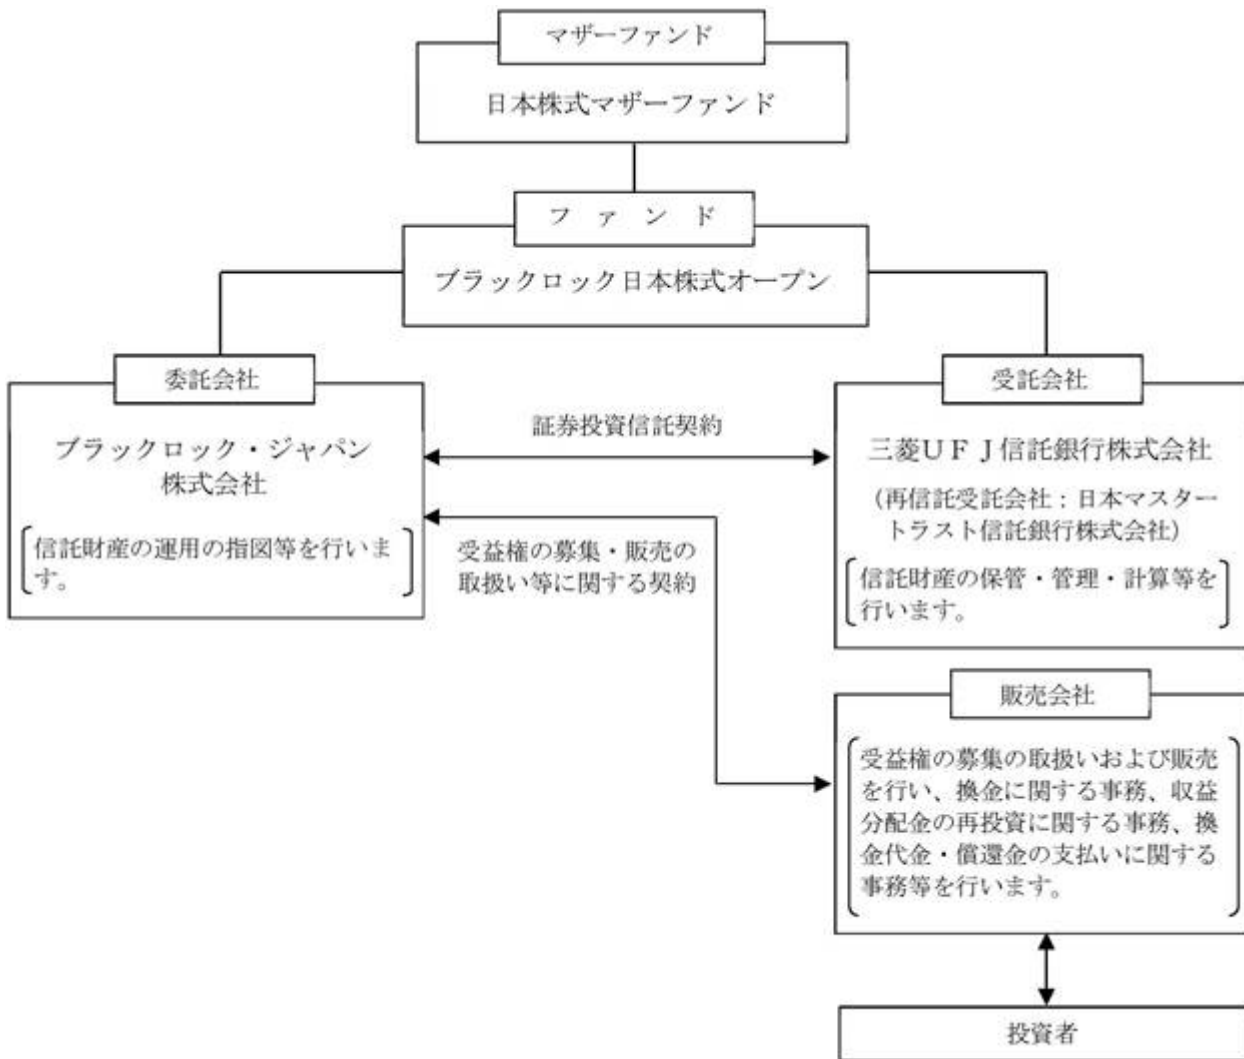 マザーファンド
日本株式マザーファンド
ファンド
ブラックロック日本株式オープン
委託会社
ブラックロック・ジャパン
株式会社
信託財産の運用の指図等を行いま
す。
証券投資信託契約
受益権の募集・販売の
取扱い等に関する契約
受託会社
三菱UFJ信託銀行株式会社
(再信託受託会社:日本マスター
トラスト信託銀行株式会社)
信託財産の保管・管理・計算等を
行います。
販売会社
受益権の募集の取扱いおよび販売
を行い、換金に関する事務、収益
分配金の再投資に関する事務、換
金代金・償還金の支払いに関する
事務等を行います。
投資者